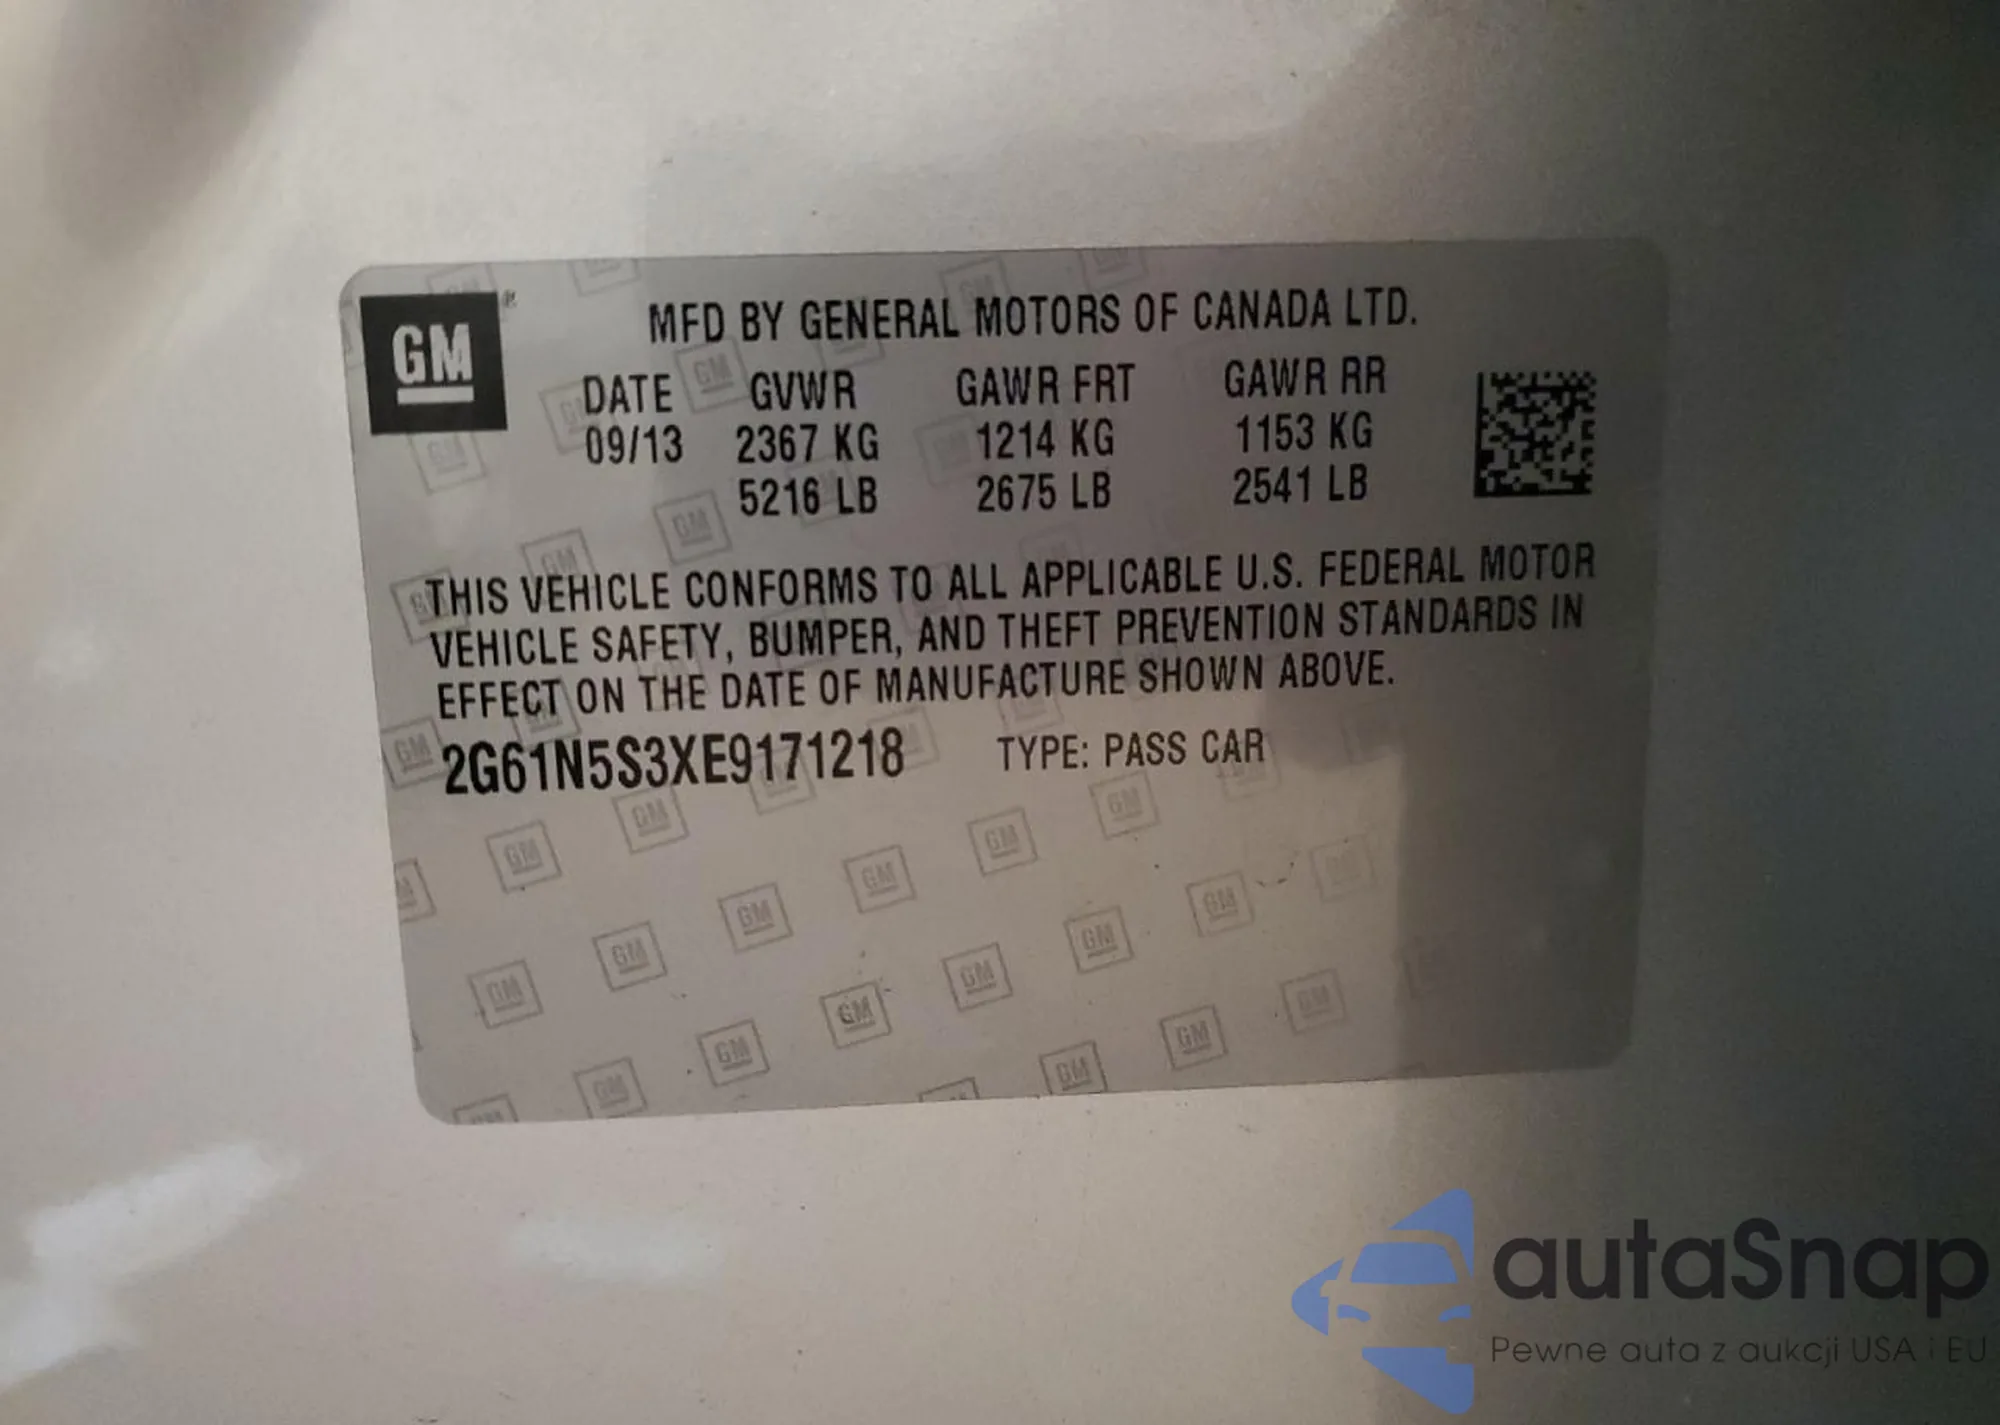 GM
MFD BY GENERAL MOTORS OF CANADA LTD.
DATE GVWR GAWR FRT GAWR RR
09/13 2367 KG 1214 KG 1153 KG
5216 LB 2675 LB 2541 LB
THIS VEHICLE CONFORMS TO ALL APPLICABLE U.S. FEDERAL MOTOR
VEHICLE SAFETY, BUMPER, AND THEFT PREVENTION STANDARDS IN
EFFECT ON THE DATE OF MANUFACTURE SHOWN ABOVE.
2G61N5S3XE9171218 TYPE: PASS CAR
autaSnap
Pewne auta z aukcji USA i EU